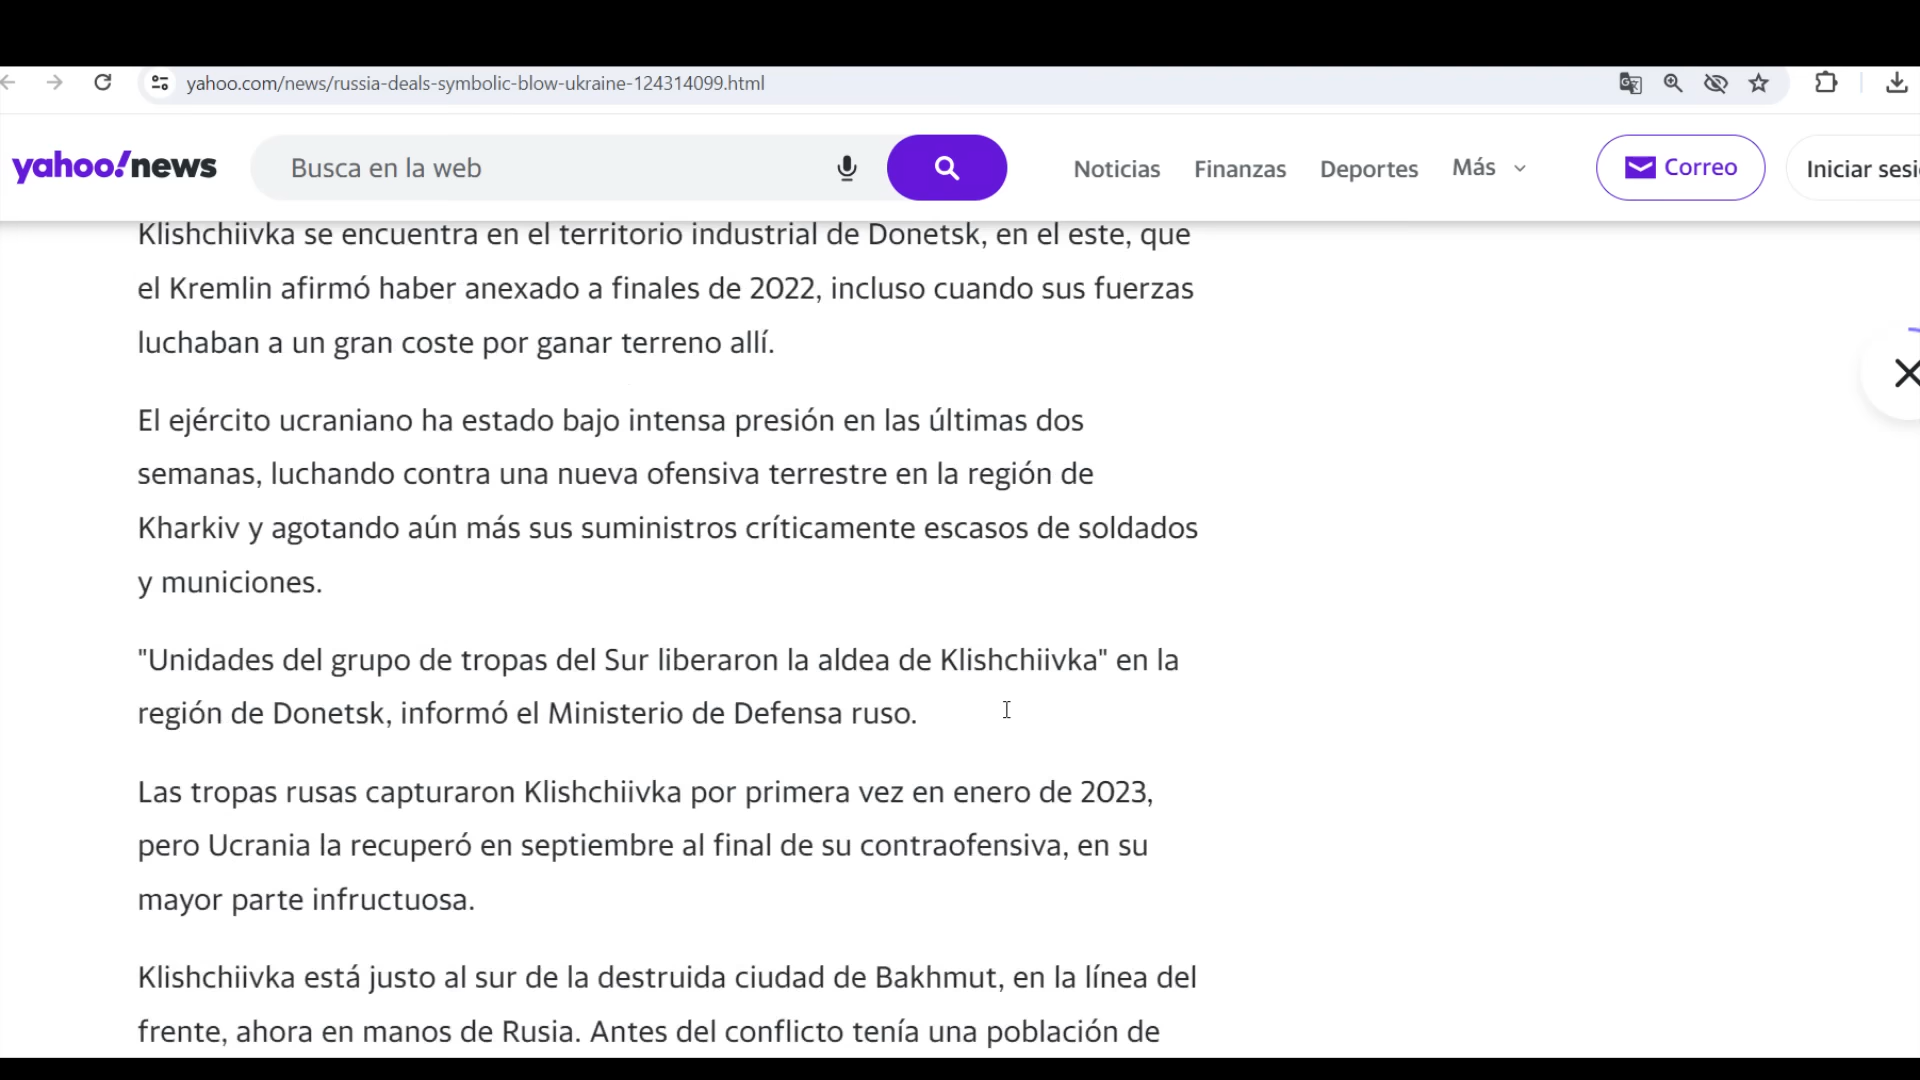 yahoo.com/news/russia-deals-symbolic-blow-ukraine-124314099.html
yahoo!news
Busca en la web
Noticias
Finanzas
Deportes
Más
Correo
Iniciar sesi
Klishchiivka se encuentra en el territorio industrial de Donetsk, en el este, que
el Kremlin afirmó haber anexado a finales de 2022, incluso cuando sus fuerzas
luchaban a un gran coste por ganar terreno allí.
El ejército ucraniano ha estado bajo intensa presión en las últimas dos
semanas, luchando contra una nueva ofensiva terrestre en la región de
Kharkiv y agotando aún más sus suministros críticamente escasos de soldados
y municiones.
"Unidades del grupo de tropas del Sur liberaron la aldea de Klishchiivka" en la
región de Donetsk, informó el Ministerio de Defensa ruso.
Las tropas rusas capturaron Klishchiivka por primera vez en enero de 2023,
pero Ucrania la recuperó en septiembre al final de su contraofensiva, en su
mayor parte infructuosa.
Klishchiivka está justo al sur de la destruida ciudad de Bakhmut, en la línea del
frente, ahora en manos de Rusia. Antes del conflicto tenía una población de